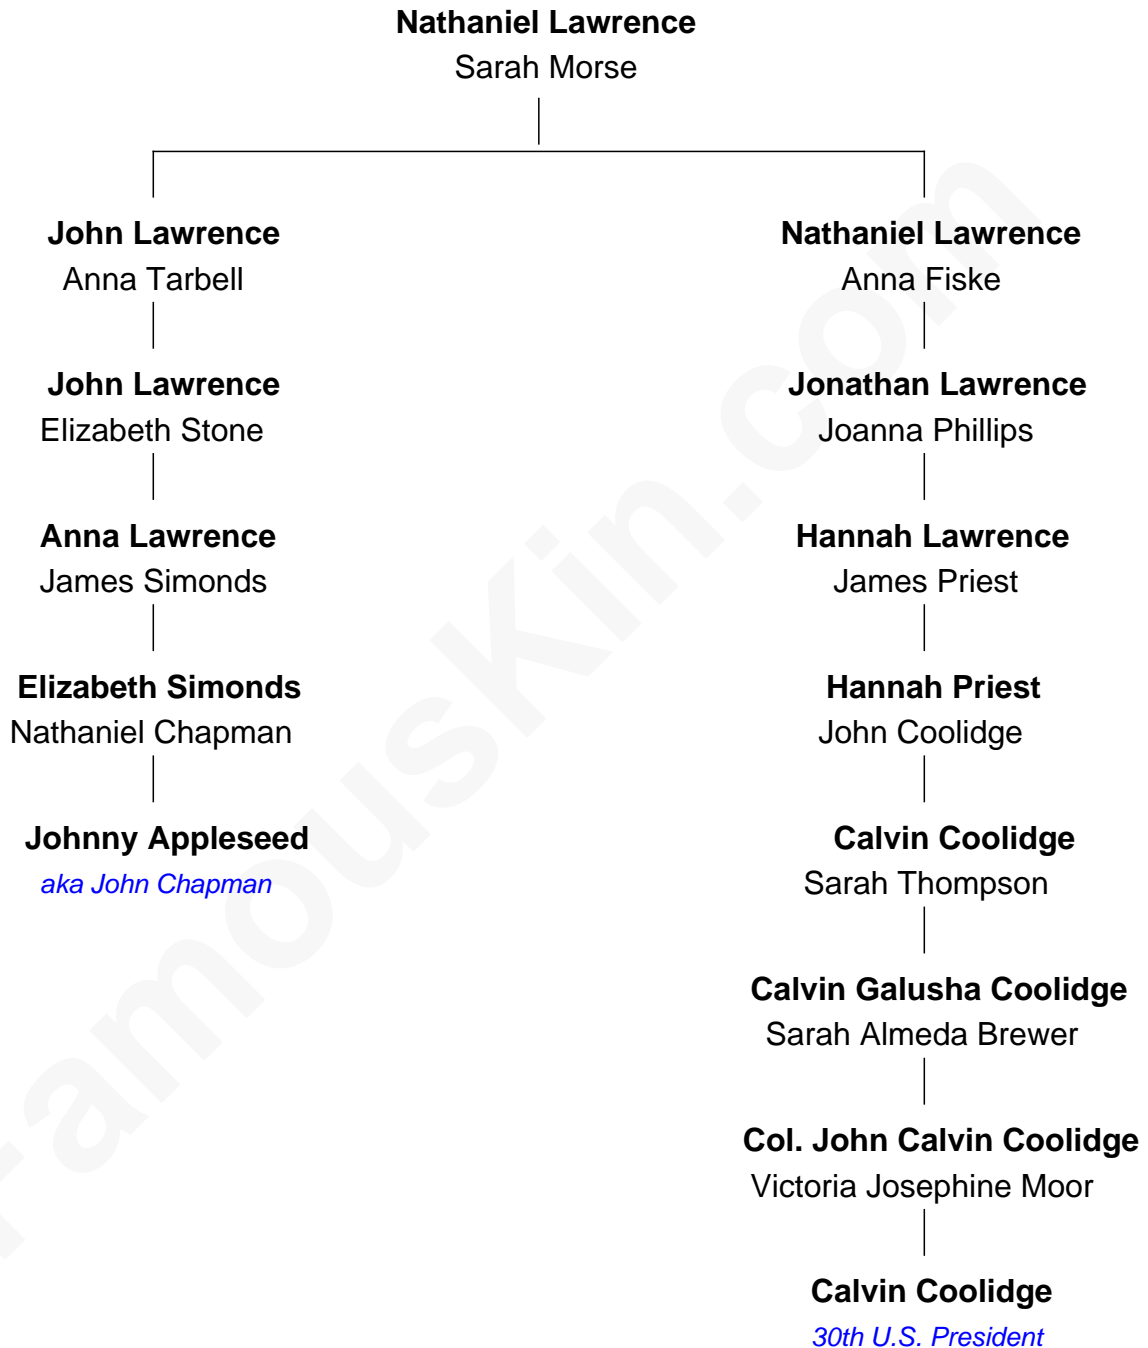 Nathaniel Lawrence
Sarah Morse
John Lawrence
Anna Tarbell
John Lawrence
Elizabeth Stone
Anna Lawrence
James Simonds
Elizabeth Simonds
Nathaniel Chapman
Johnny Appleseed
aka John Chapman
Nathaniel Lawrence
Anna Fiske
Jonathan Lawrence
Joanna Phillips
Hannah Lawrence
James Priest
Hannah Priest
John Coolidge
Calvin Coolidge
Sarah Thompson
Calvin Galusha Coolidge
Sarah Almeda Brewer
Col. John Calvin Coolidge
Victoria Josephine Moor
Calvin Coolidge
30th U.S. President
FamousKin.com